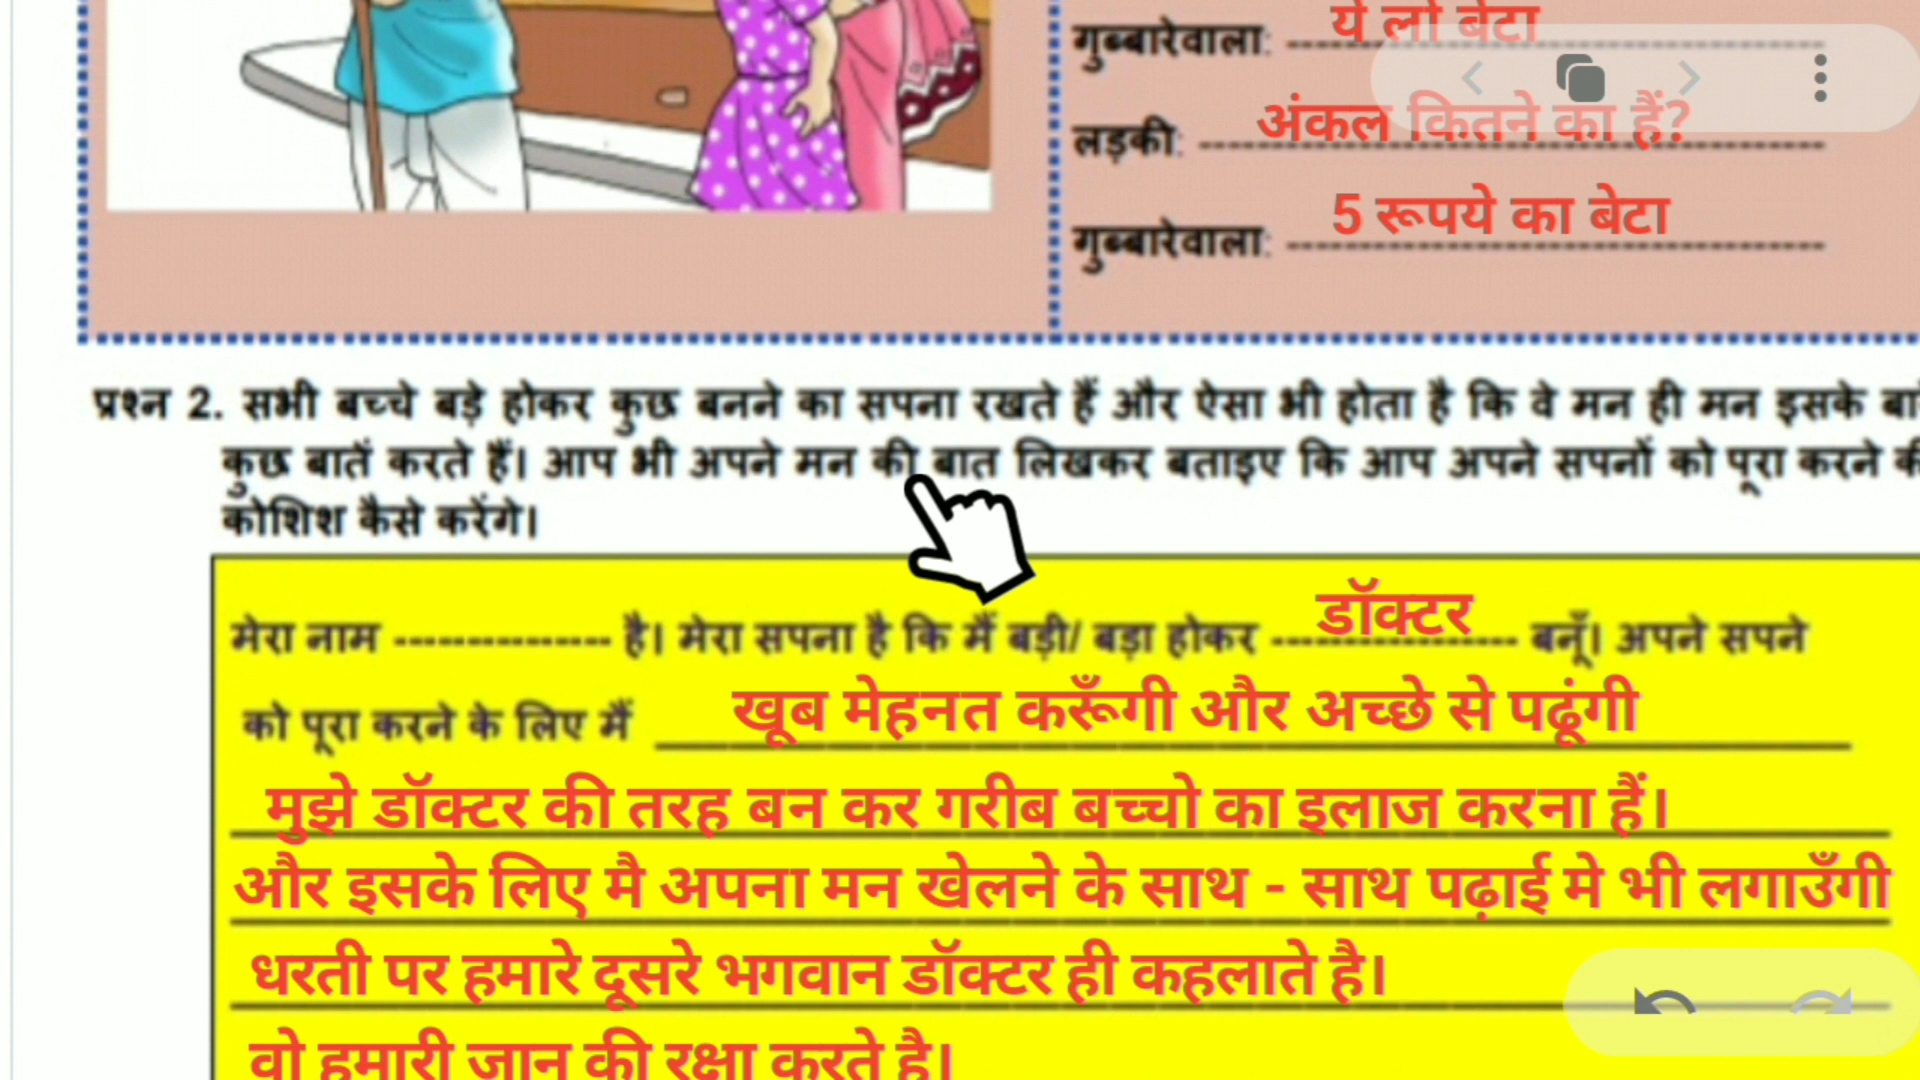 गुब्बारेवाला: ये लो बेटा
लड़की: अंकल कितने का हैं?
गुब्बारेवाला: 5 रूपये का बेटा
प्रश्न 2. सभी बच्चे बड़े होकर कुछ बनने का सपना रखते हैं और ऐसा भी होता है कि वे मन ही मन इसके
कुछ बातें करते हैं। आप भी अपने मन की बात लिखकर बताइए कि आप अपने सपनों को पूरा करने
कोशिश कैसे करेंगे।
मेरा नाम --------------- है। मेरा सपना है कि मैं बड़ी/ बड़ा होकर डॉक्टर बनूँ। अपने सपने
को पूरा करने के लिए मैं खूब मेहनत करूँगी और अच्छे से पढूंगी
मुझे डॉक्टर की तरह बन कर गरीब बच्चो का इलाज करना हैं।
और इसके लिए मै अपना मन खेलने के साथ - साथ पढ़ाई मे भी लगाउँगी
धरती पर हमारे दूसरे भगवान डॉक्टर ही कहलाते है।
वो हमारी जान की रक्षा करते है।